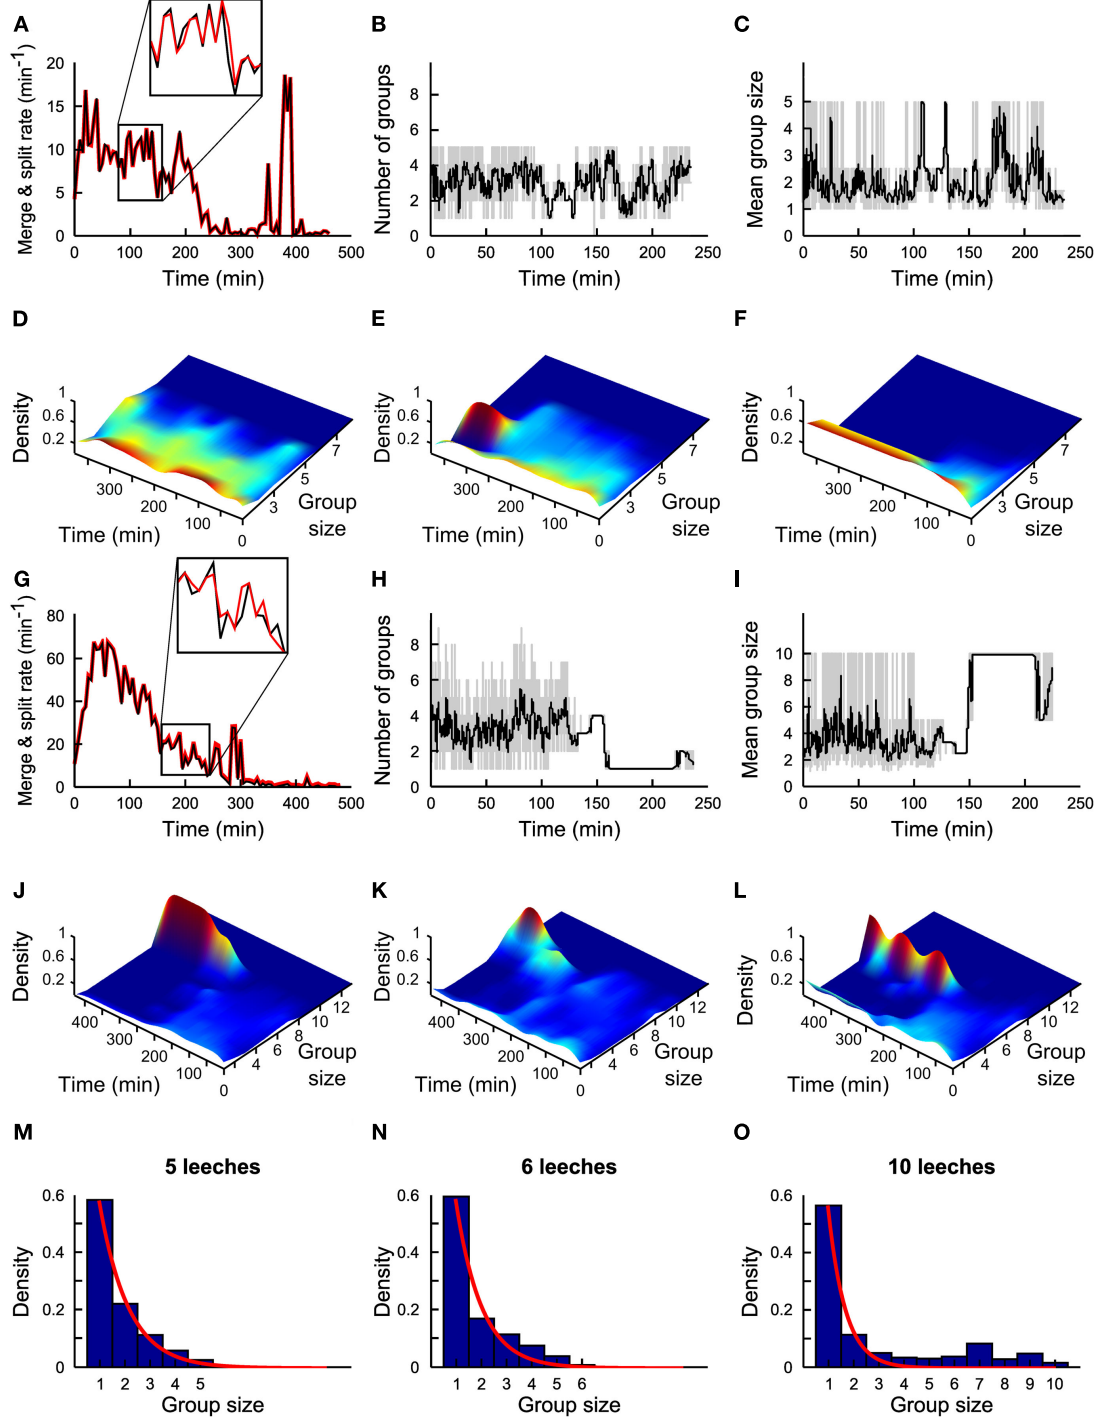 A
B
C
Merge & split rate (min⁻¹)
20
15
10
5
0
0 100 200 300 400 500
Time (min)
Number of groups
8
6
4
2
0
0 50 100 150 200 250
Time (min)
Mean group size
5
4
3
2
1
0
0 50 100 150 200 250
Time (min)
D
E
F
Density
1
0.6
0.2
300
200
100
0
Time (min)
3
5
7
Group
size
Density
1
0.6
0.2
300
200
100
0
Time (min)
3
5
7
Group
size
Density
1
0.6
0.2
300
200
100
0
Time (min)
3
5
7
Group
size
G
H
I
Merge & split rate (min⁻¹)
80
60
40
20
0
0 100 200 300 400 500
Time (min)
Number of groups
8
6
4
2
0
0 50 100 150 200 250
Time (min)
Mean group size
10
8
6
4
2
0
0 50 100 150 200 250
Time (min)
J
K
L
Density
1
0.6
0.2
400
300
200
100
0
Time (min)
4
6
8
10
12
Group
size
Density
1
0.6
0.2
400
300
200
100
0
Time (min)
4
6
8
10
12
Group
size
Density
1
0.6
0.2
400
300
200
100
0
Time (min)
4
6
8
10
12
Group
size
M
N
O
5 leeches
6 leeches
10 leeches
Density
0.6
0.4
0.2
0
1 2 3 4 5
Group size
Density
0.6
0.4
0.2
0
1 2 3 4 5 6
Group size
Density
0.6
0.4
0.2
0
1 2 3 4 5 6 7 8 9 10
Group size